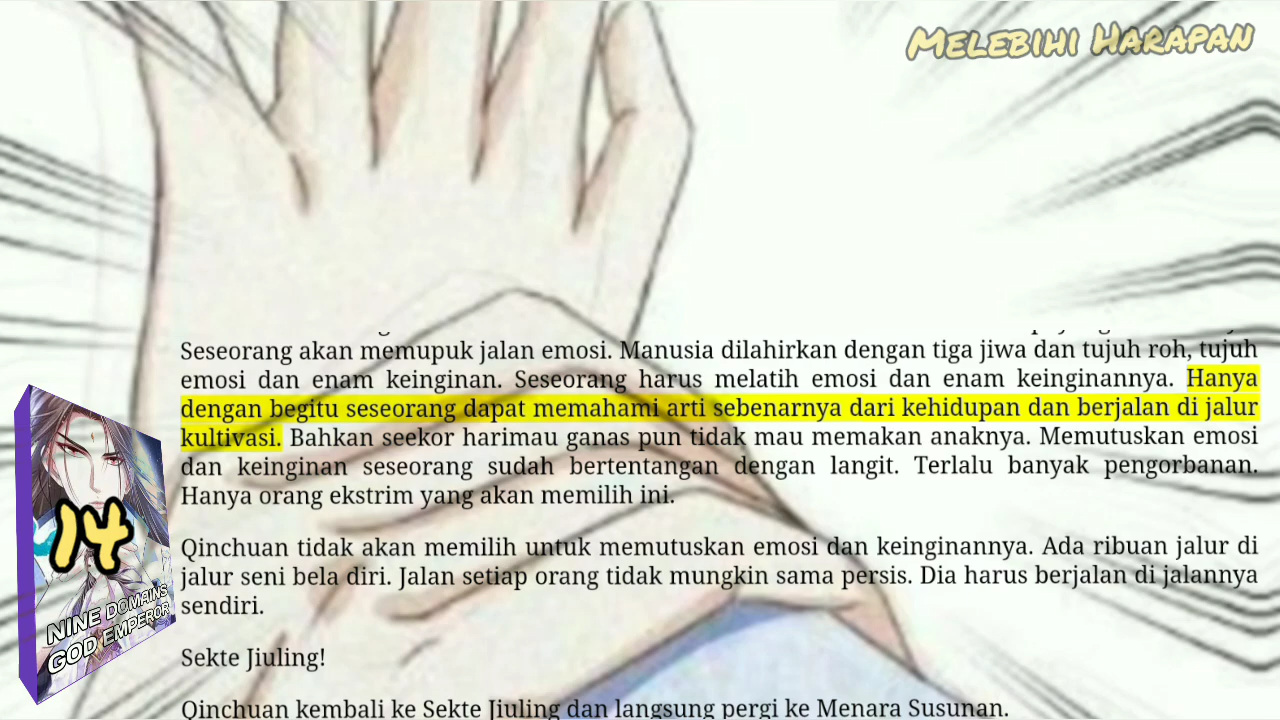 Melebihi Harapan
Seseorang akan memupuk jalan emosi. Manusia dilahirkan dengan tiga jiwa dan tujuh roh, tujuh
emosi dan enam keinginan. Seseorang harus melatih emosi dan enam keinginannya. Hanya
dengan begitu seseorang dapat memahami arti sebenarnya dari kehidupan dan berjalan di jalur
kultivasi. Bahkan seekor harimau ganas pun tidak mau memakan anaknya. Memutuskan emosi
dan keinginan seseorang sudah bertentangan dengan langit. Terlalu banyak pengorbanan.
Hanya orang ekstrim yang akan memilih ini.
Qinchuan tidak akan memilih untuk memutuskan emosi dan keinginannya. Ada ribuan jalur di
jalur seni bela diri. Jalan setiap orang tidak mungkin sama persis. Dia harus berjalan di jalannya
sendiri.
Sekte Jiuling!
Qinchuan kembali ke Sekte Jiuling dan langsung pergi ke Menara Susunan.
14
NINE DOMAINS
GOD EMPEROR